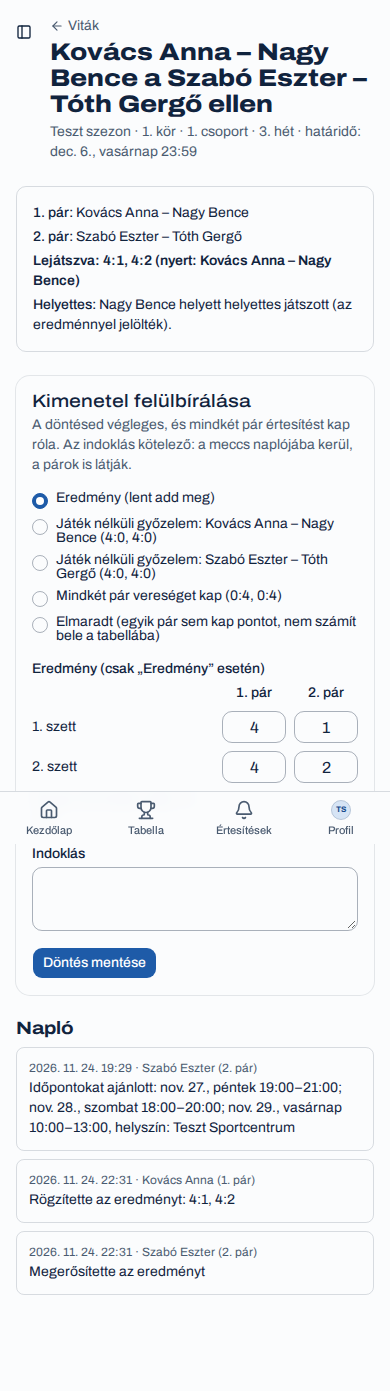 Viták
Kovács Anna – Nagy
Bence a Szabó Eszter –
Tóth Gergő ellen
Teszt szezon · 1. kör · 1. csoport · 3. hét · határidő:
dec. 6., vasárnap 23:59
1. pár: Kovács Anna – Nagy Bence
2. pár: Szabó Eszter – Tóth Gergő
Lejátszva: 4:1, 4:2 (nyert: Kovács Anna – Nagy
Bence)
Helyettes: Nagy Bence helyett helyettes játszott (az
eredménnyel jelölték).
Kimenetel felülbírálása
A döntésed végleges, és mindkét pár értesítést kap
róla. Az indoklás kötelező: a meccs naplójába kerül,
a párok is látják.
Eredmény (lent add meg)
Játék nélküli győzelem: Kovács Anna – Nagy
Bence (4:0, 4:0)
Játék nélküli győzelem: Szabó Eszter – Tóth
Gergő (4:0, 4:0)
Mindkét pár vereséget kap (0:4, 0:4)
Elmaradt (egyik pár sem kap pontot, nem számít
bele a tabellába)
Eredmény (csak „Eredmény” esetén)
1. pár 2. pár
1. szett 4 1
2. szett 4 2
Kezdőlap Tabella Értesítések TS Profil
Indoklás
Döntés mentése
Napló
2026. 11. 24. 19:29 · Szabó Eszter (2. pár)
Időpontokat ajánlott: nov. 27., péntek 19:00–21:00;
nov. 28., szombat 18:00–20:00; nov. 29., vasárnap
10:00–13:00, helyszín: Teszt Sportcentrum
2026. 11. 24. 22:31 · Kovács Anna (1. pár)
Rögzítette az eredményt: 4:1, 4:2
2026. 11. 24. 22:31 · Szabó Eszter (2. pár)
Megerősítette az eredményt